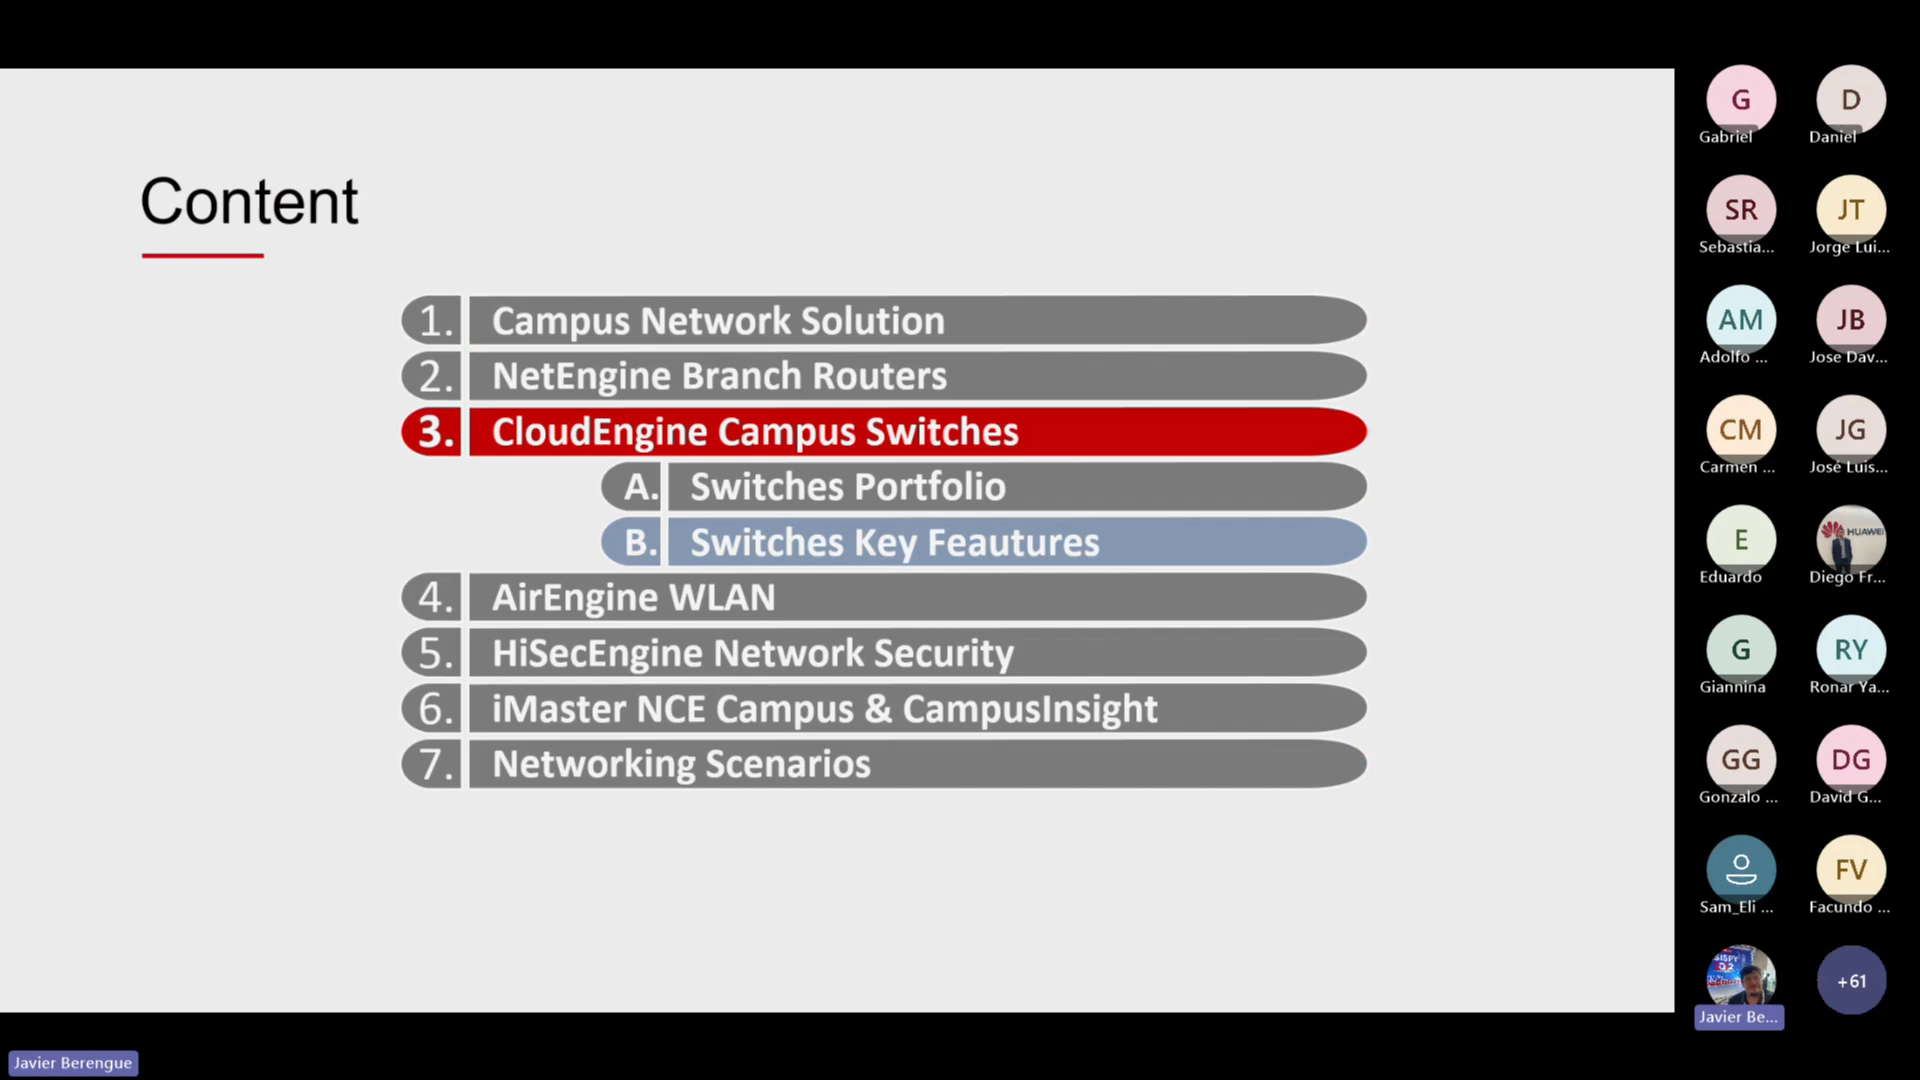 Content
1. Campus Network Solution
2. NetEngine Branch Routers
3. CloudEngine Campus Switches
A. Switches Portfolio
B. Switches Key Feautures
4. AirEngine WLAN
5. HiSecEngine Network Security
6. iMaster NCE Campus & CampusInsight
7. Networking Scenarios
G D
Gabriel Daniel
SR JT
Sebastia... Jorge Lui...
AM JB
Adolfo ... Jose Dav...
CM JG
Carmen ... José Luis...
E HUAWEI
Eduardo Diego Fr...
G RY
Giannina Ronar Ya...
GG DG
Gonzalo ... David G...
FV
Sam_Eli ... Facundo ...
+61
Javier Be...
Javier Berengue